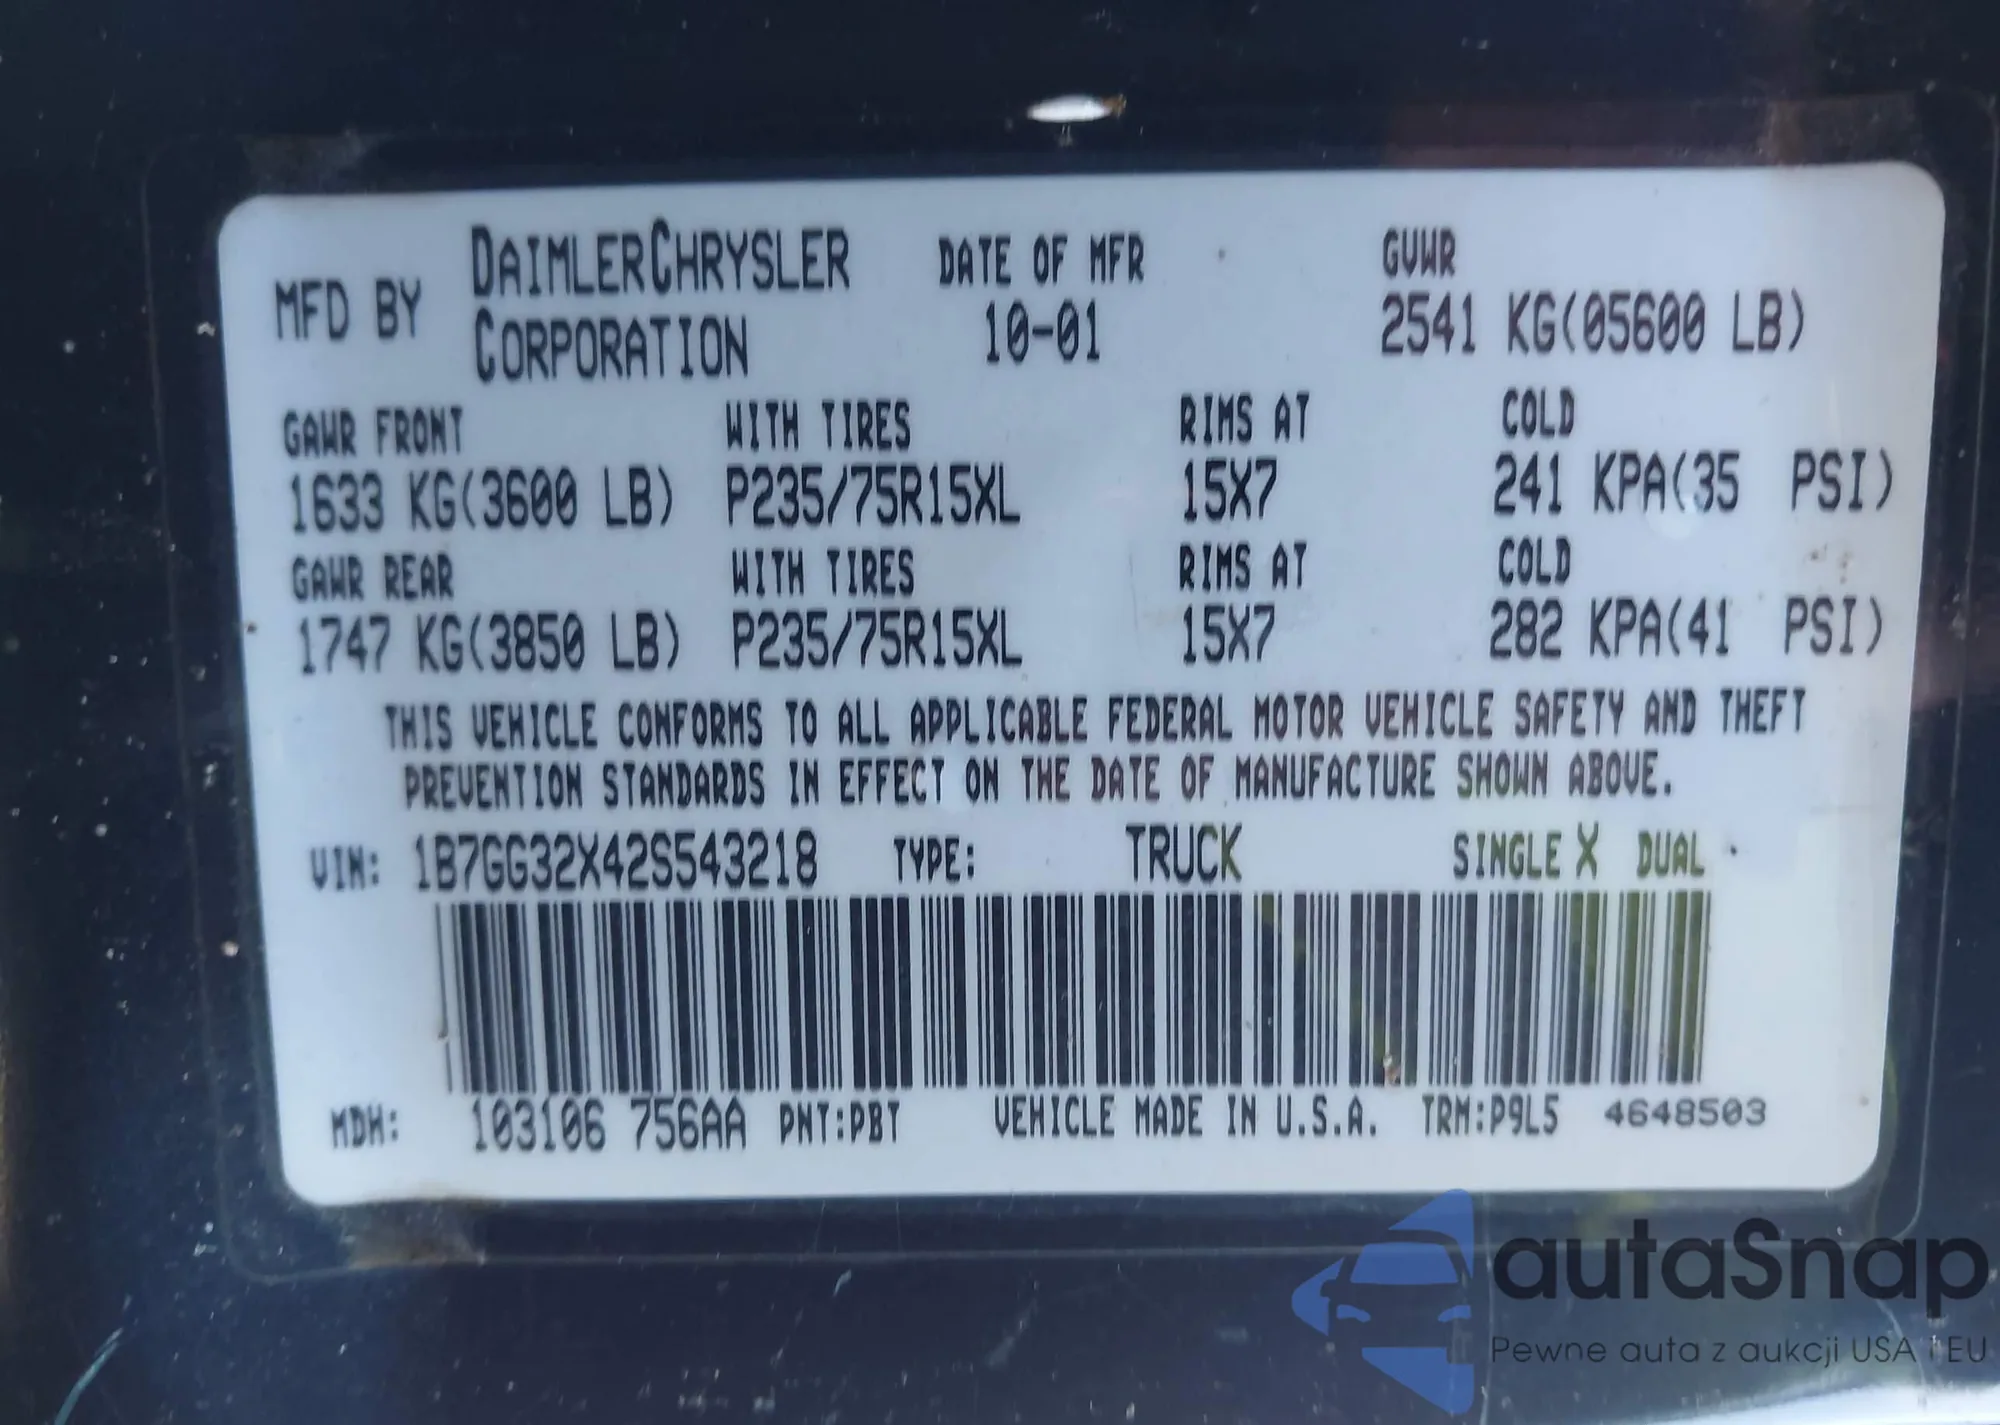 MFD BY DAIMLERCHRYSLER CORPORATION DATE OF MFR 10-01 GVWR 2541 KG(05600 LB)
GAWR FRONT WITH TIRES RIMS AT COLD
1633 KG(3600 LB) P235/75R15XL 15X7 241 KPA(35 PSI)
GAWR REAR WITH TIRES RIMS AT COLD
1747 KG(3850 LB) P235/75R15XL 15X7 282 KPA(41 PSI)
THIS VEHICLE CONFORMS TO ALL APPLICABLE FEDERAL MOTOR VEHICLE SAFETY AND THEFT
PREVENTION STANDARDS IN EFFECT ON THE DATE OF MANUFACTURE SHOWN ABOVE.
VIN: 1B7GG32X42S543218 TYPE: TRUCK SINGLE X DUAL
MDH: 103106 756AA PNT:PBT VEHICLE MADE IN U.S.A. TRM:P9L5 4648503
autaSnap
Pewne auta z aukcji USA i EU